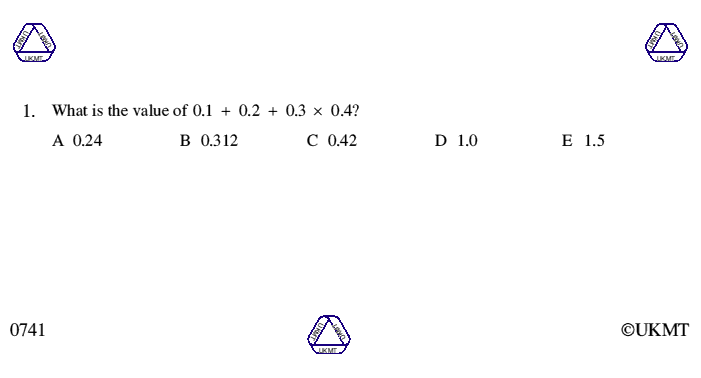 UKMT UKMT UKMT UKMT UKMT UKMT
1. What is the value of 0.1 + 0.2 + 0.3 × 0.4?
A 0.24 B 0.312 C 0.42 D 1.0 E 1.5
0741 UKMT UKMT UKMT ©UKMT